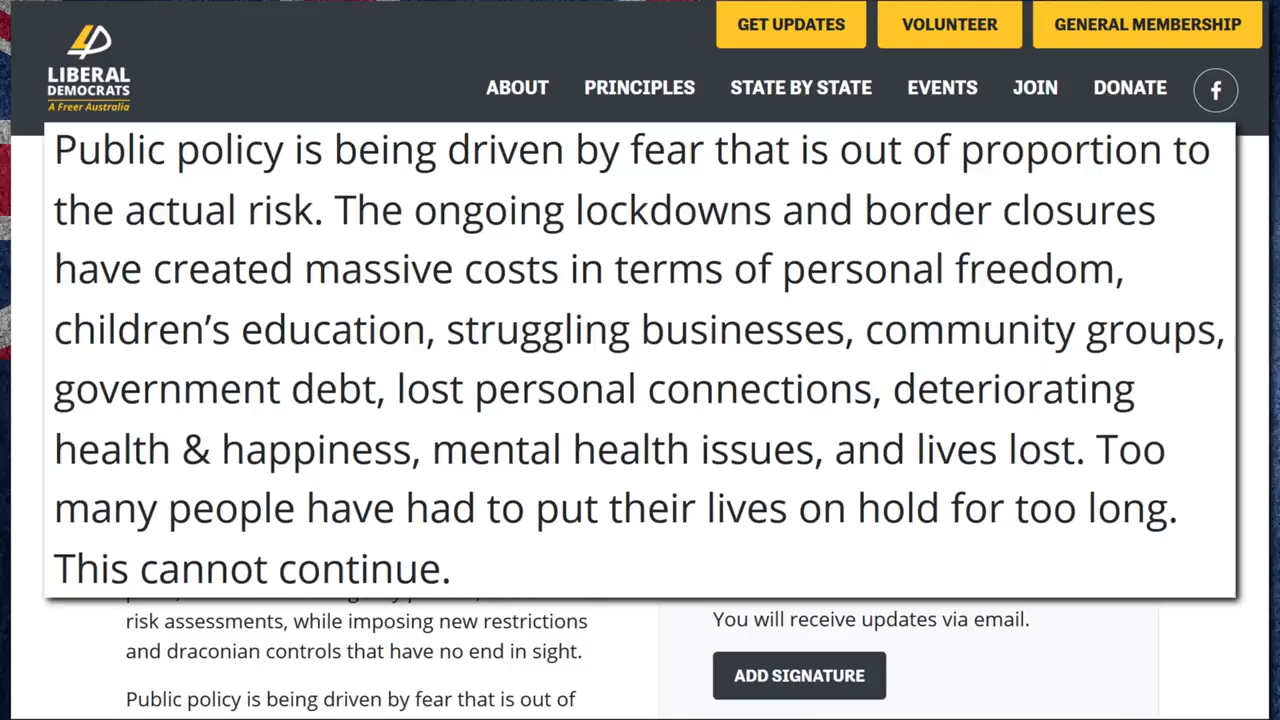 GET UPDATES
VOLUNTEER
GENERAL MEMBERSHIP
LIBERAL
DEMOCRATS
A Freer Australia
ABOUT
PRINCIPLES
STATE BY STATE
EVENTS
JOIN
DONATE
f
Public policy is being driven by fear that is out of proportion to
the actual risk. The ongoing lockdowns and border closures
have created massive costs in terms of personal freedom,
children’s education, struggling businesses, community groups,
government debt, lost personal connections, deteriorating
health & happiness, mental health issues, and lives lost. Too
many people have had to put their lives on hold for too long.
This cannot continue.
risk assessments, while imposing new restrictions
and draconian controls that have no end in sight.
Public policy is being driven by fear that is out of
You will receive updates via email.
ADD SIGNATURE